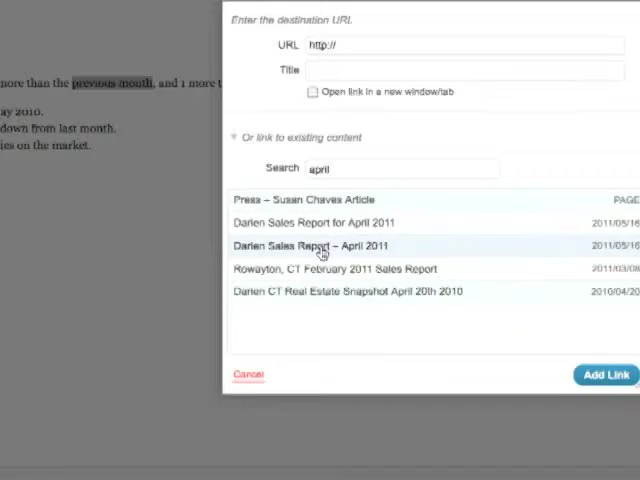 Enter the destination URL
URL http://
Title
more than the previous month, and 1 more t
Open link in a new window/tab
ay 2010.
down from last month.
Or link to existing content
ies on the market.
Search april
Press – Susan Chaves Article PAGE
Darien Sales Report for April 2011 2011/05/16
Darien Sales Report – April 2011 2011/05/16
Rowayton, CT February 2011 Sales Report 2011/03/08
Darien CT Real Estate Snapshot April 20th 2010 2010/04/20
Cancel Add Link